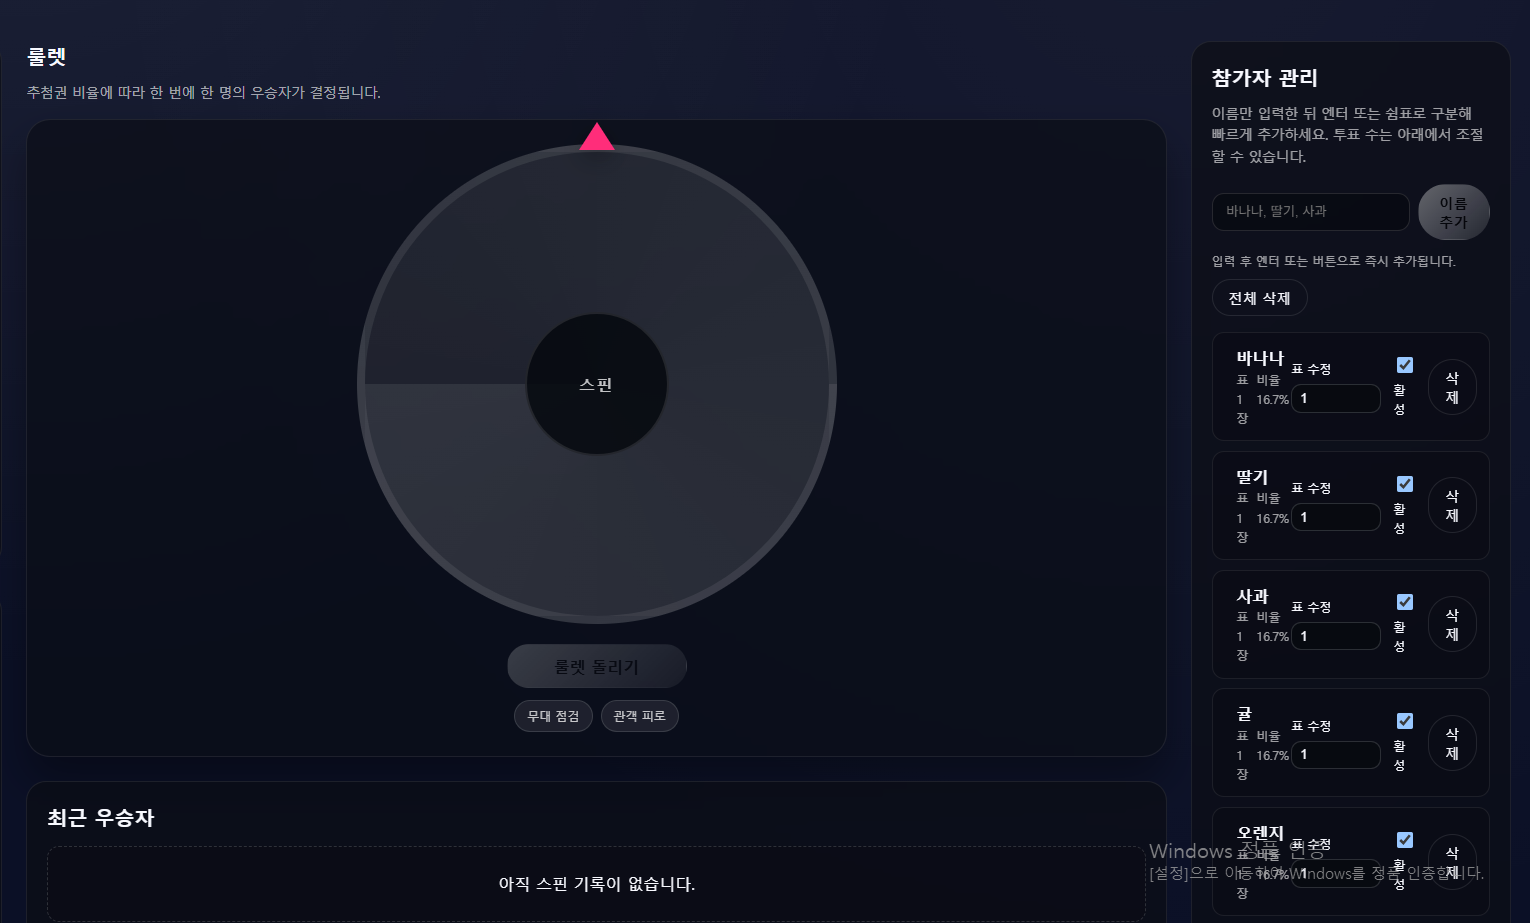 룰렛
추첨권 비율에 따라 한 번에 한 명의 우승자가 결정됩니다.
스핀
룰렛 돌리기
무대 점검
관객 피로
최근 우승자
아직 스핀 기록이 없습니다.
참가자 관리
이름만 입력한 뒤 엔터 또는 쉼표로 구분해
빠르게 추가하세요. 투표 수는 아래에서 조절
할 수 있습니다.
바나나, 딸기, 사과
이름
추가
입력 후 엔터 또는 버튼으로 즉시 추가됩니다.
전체 삭제
바나나
표 비율
1 16.7%
장
표 수정
1
활
성
삭
제
딸기
표 비율
1 16.7%
장
표 수정
1
활
성
삭
제
사과
표 비율
1 16.7%
장
표 수정
1
활
성
삭
제
귤
표 비율
1 16.7%
장
표 수정
1
활
성
삭
제
오렌지
표 비율
1 16.7%
장
표 수정
1
활
성
삭
제
Windows 정품 인증
[설정]으로 이동하여 Windows를 정품 인증합니다.